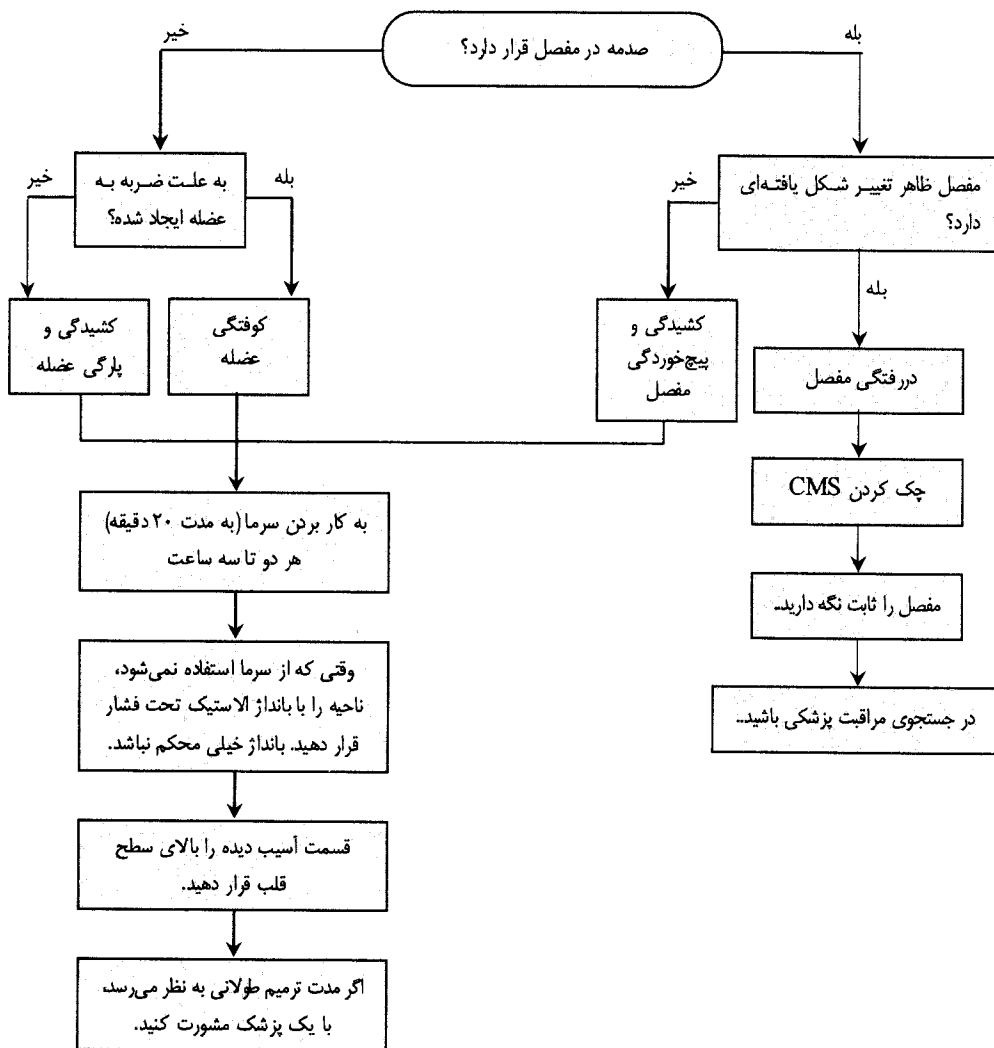 صدمه در مفصل قرار دارد؟
بله
خیر
مفصل ظاهر تغییر شکل یافته‌ای
دارد؟
خیر
بله
به علت ضربه به
عضله ایجاد شده؟
بله
خیر
کشیدگی و
پیچ‌خوردگی
مفصل
کوفتگی
عضله
کشیدگی و
پارگی عضله
دررفتگی مفصل
چک کردن CMS
مفصل را ثابت نگه دارید..
در جستجوی مراقبت پزشکی باشید..
به کار بردن سرما (به مدت ۲۰ دقیقه)
هر دو تا سه ساعت
وقتی که از سرما استفاده نمی‌شود،
ناحیه را با بانداژ الاستیک تحت فشار
قرار دهید. بانداژ خیلی محکم نباشد.
قسمت آسیب دیده را بالای سطح
قلب قرار دهید.
اگر مدت ترمیم طولانی به نظر می‌رسد،
با یک پزشک مشورت کنید.